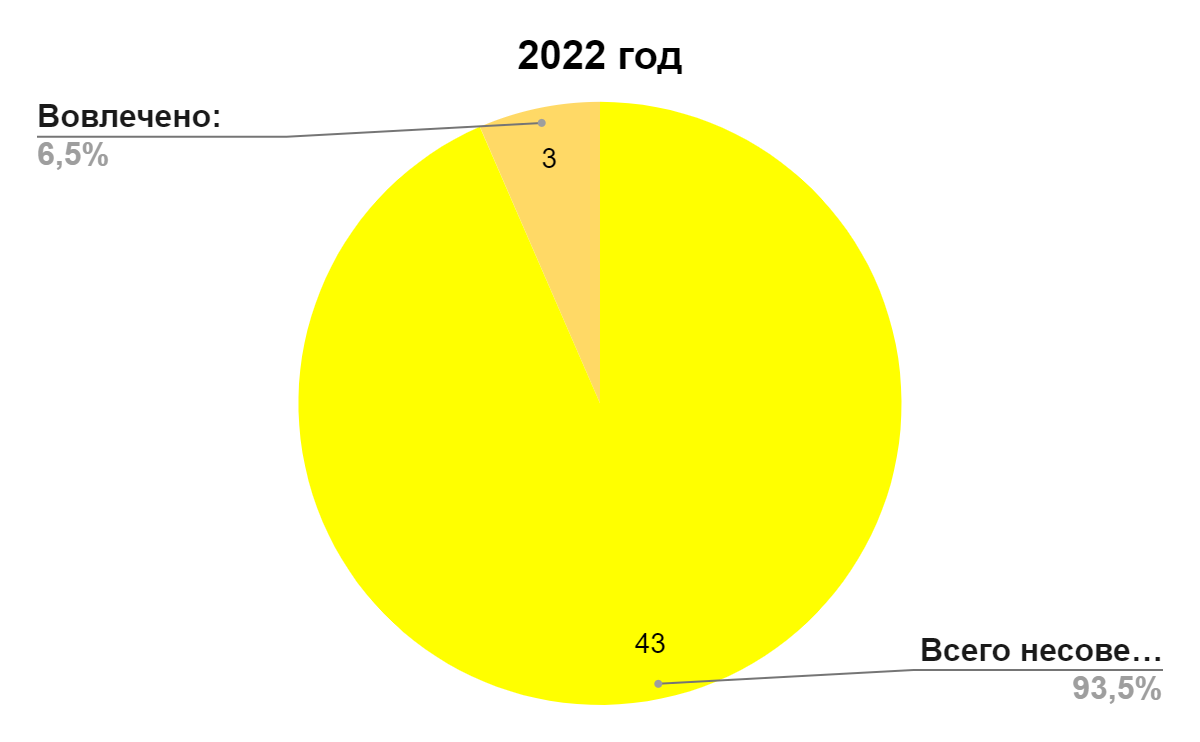 2022 год
Вовлечено:
6,5%
3
43
Всего несове…
93,5%